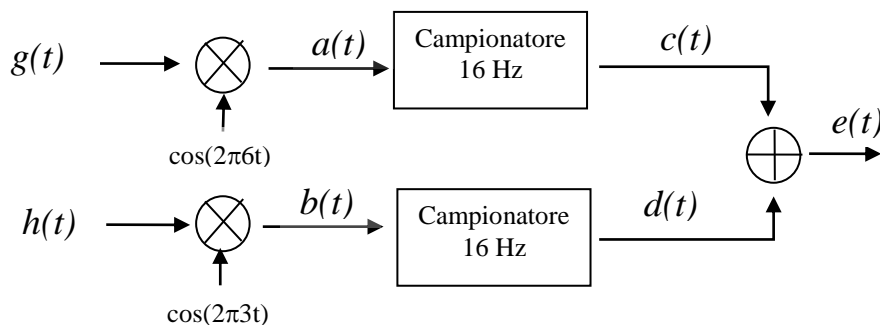 g(t)
a(t)
Campionatore
16 Hz
c(t)
cos(2π6t)
e(t)
h(t)
b(t)
Campionatore
16 Hz
d(t)
cos(2π3t)